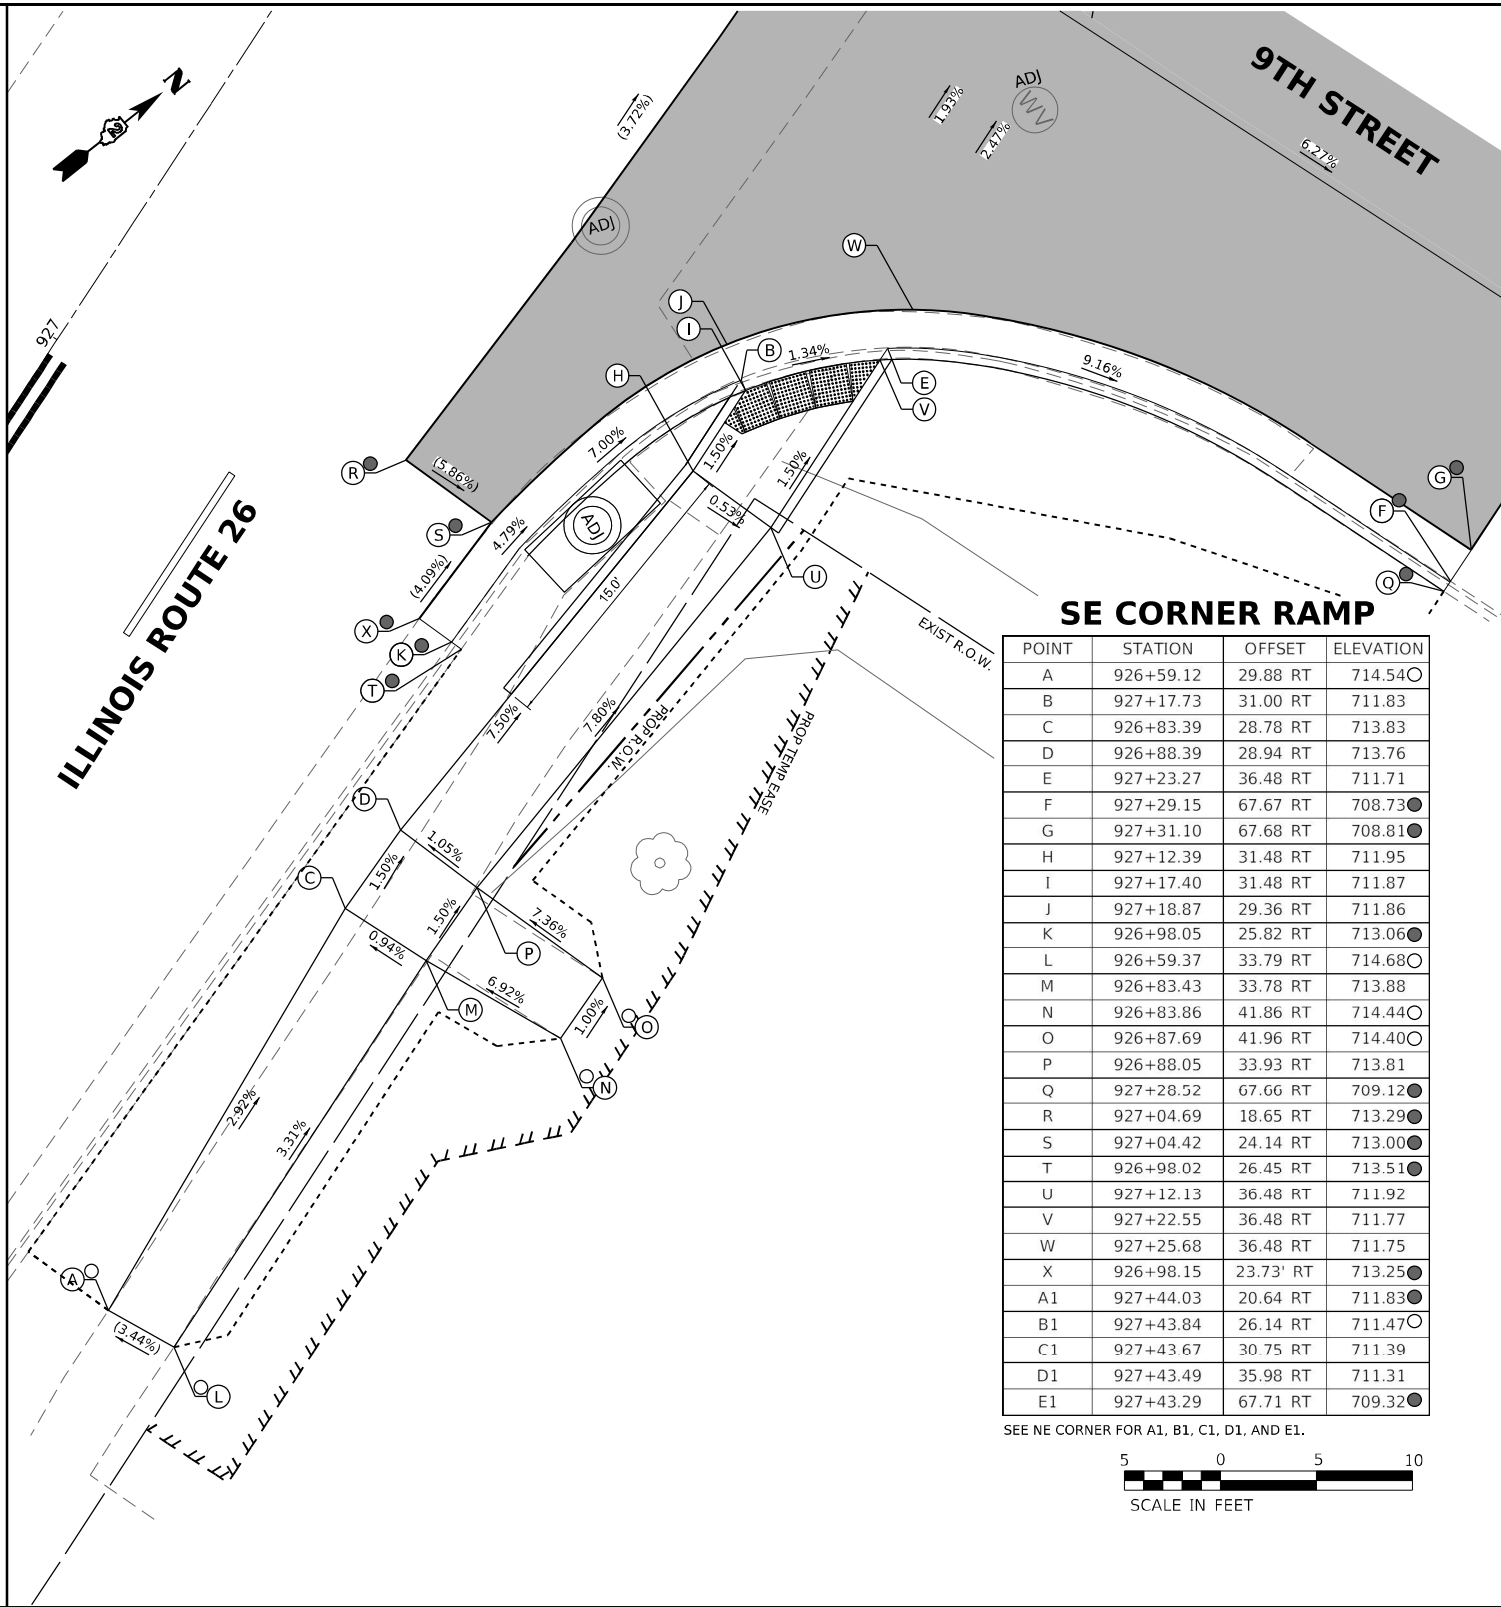 N
2
927
ILLINOIS ROUTE 26
9TH STREET
(3.72%)
1.93%
2.47%
ADJ
WV
6.27%
ADJ
W
J
I
B
1.34%
H
E
V
9.16%
7.00%
1.50%
1.50%
R
(5.86%)
S
4.79%
ADJ
0.53%
G
F
Q
(4.09%)
15.0'
U
X
K
T
EXIST R.O.W.
7.50%
7.80%
PROP R.O.W.
PROP TEMP EASE
D
1.05%
1.50%
C
1.50%
7.36%
0.94%
P
6.92%
M
1.00%
O
N
2.92%
3.31%
A
(3.44%)
L
SE CORNER RAMP
POINT STATION OFFSET ELEVATION
A 926+59.12 29.88 RT 714.54
B 927+17.73 31.00 RT 711.83
C 926+83.39 28.78 RT 713.83
D 926+88.39 28.94 RT 713.76
E 927+23.27 36.48 RT 711.71
F 927+29.15 67.67 RT 708.73
G 927+31.10 67.68 RT 708.81
H 927+12.39 31.48 RT 711.95
I 927+17.40 31.48 RT 711.87
J 927+18.87 29.36 RT 711.86
K 926+98.05 25.82 RT 713.06
L 926+59.37 33.79 RT 714.68
M 926+83.43 33.78 RT 713.88
N 926+83.86 41.86 RT 714.44
O 926+87.69 41.96 RT 714.40
P 926+88.05 33.93 RT 713.81
Q 927+28.52 67.66 RT 709.12
R 927+04.69 18.65 RT 713.29
S 927+04.42 24.14 RT 713.00
T 926+98.02 26.45 RT 713.51
U 927+12.13 36.48 RT 711.92
V 927+22.55 36.48 RT 711.77
W 927+25.68 36.48 RT 711.75
X 926+98.15 23.73' RT 713.25
A1 927+44.03 20.64 RT 711.83
B1 927+43.84 26.14 RT 711.47
C1 927+43.67 30.75 RT 711.39
D1 927+43.49 35.98 RT 711.31
E1 927+43.29 67.71 RT 709.32
SEE NE CORNER FOR A1, B1, C1, D1, AND E1.
5 0 5 10
SCALE IN FEET